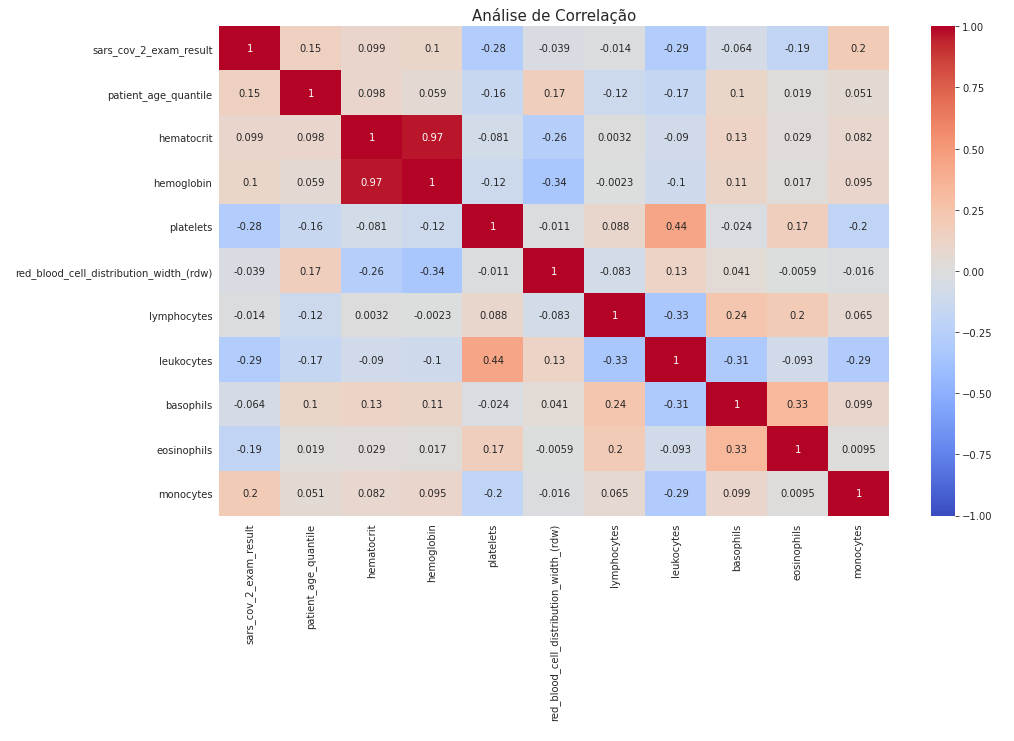 Análise de Correlação
sars_cov_2_exam_result 1 0.15 0.099 0.1 -0.28 -0.039 -0.014 -0.29 -0.064 -0.19 0.2
patient_age_quantile 0.15 1 0.098 0.059 -0.16 0.17 -0.12 -0.17 0.1 0.019 0.051
hematocrit 0.099 0.098 1 0.97 -0.081 -0.26 0.0032 -0.09 0.13 0.029 0.082
hemoglobin 0.1 0.059 0.97 1 -0.12 -0.34 -0.0023 -0.1 0.11 0.017 0.095
platelets -0.28 -0.16 -0.081 -0.12 1 -0.011 0.088 0.44 -0.024 0.17 -0.2
red_blood_cell_distribution_width_(rdw) -0.039 0.17 -0.26 -0.34 -0.011 1 -0.083 0.13 0.041 -0.0059 -0.016
lymphocytes -0.014 -0.12 0.0032 -0.0023 0.088 -0.083 1 -0.33 0.24 0.2 0.065
leukocytes -0.29 -0.17 -0.09 -0.1 0.44 0.13 -0.33 1 -0.31 -0.093 -0.29
basophils -0.064 0.1 0.13 0.11 -0.024 0.041 0.24 -0.31 1 0.33 0.099
eosinophils -0.19 0.019 0.029 0.017 0.17 -0.0059 0.2 -0.093 0.33 1 0.0095
monocytes 0.2 0.051 0.082 0.095 -0.2 -0.016 0.065 -0.29 0.099 0.0095 1
sars_cov_2_exam_result
patient_age_quantile
hematocrit
hemoglobin
platelets
red_blood_cell_distribution_width_(rdw)
lymphocytes
leukocytes
basophils
eosinophils
monocytes
1.00
0.75
0.50
0.25
0.00
−0.25
−0.50
−0.75
−1.00